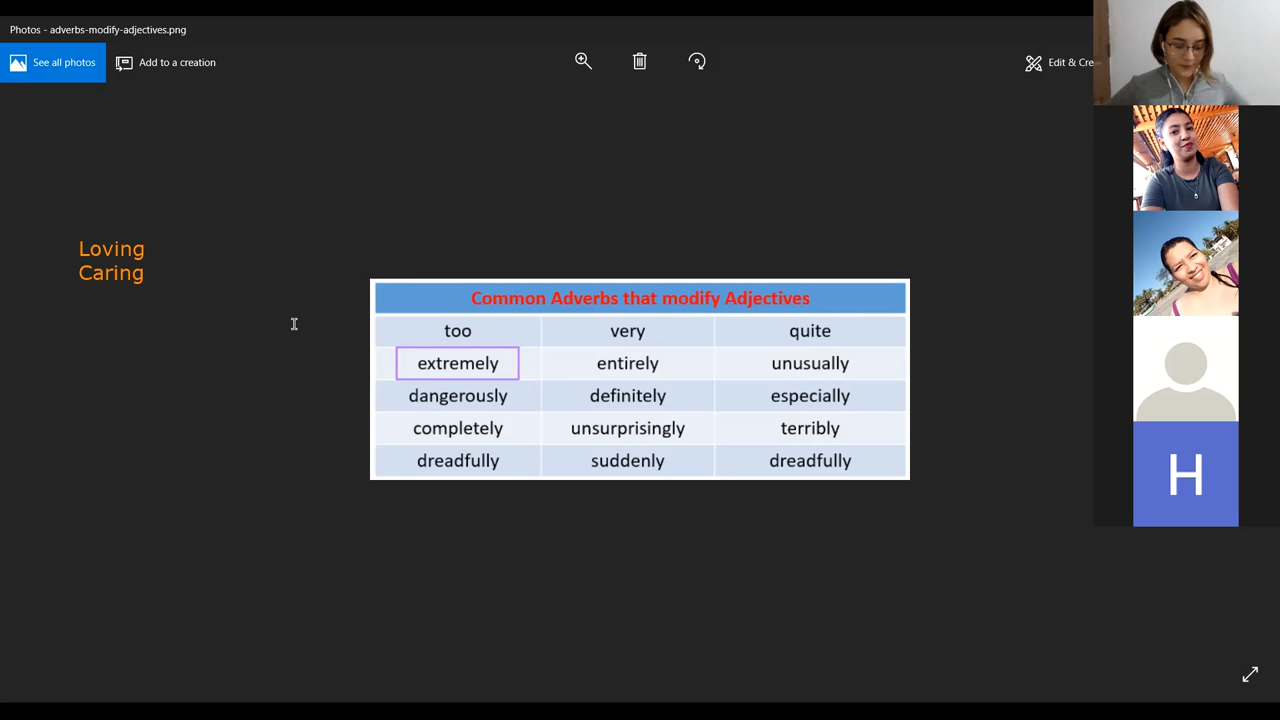 Photos - adverbs-modify-adjectives.png
See all photos
Add to a creation
Edit & Cre
Loving
Caring
Common Adverbs that modify Adjectives
too very quite
extremely entirely unusually
dangerously definitely especially
completely unsurprisingly terribly
dreadfully suddenly dreadfully
H